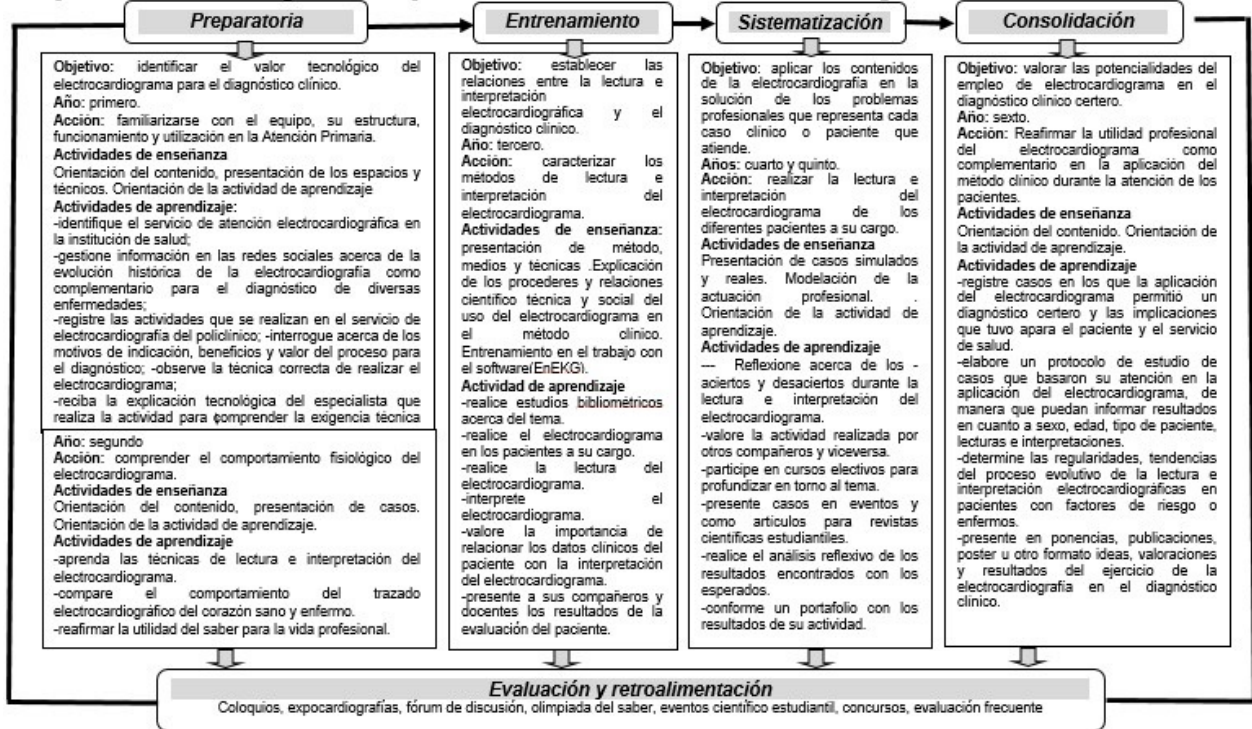 Preparatoria
Objetivo: identificar el valor tecnológico del
electrocardiograma para el diagnóstico clínico.
Año: primero.
Acción: familiarizarse con el equipo, su estructura,
funcionamiento y utilización en la Atención Primaria.
Actividades de enseñanza
Orientación del contenido, presentación de los espacios y
técnicos. Orientación de la actividad de aprendizaje
Actividades de aprendizaje:
-identifique el servicio de atención electrocardiográfica en
la institución de salud;
-gestione información en las redes sociales acerca de la
evolución histórica de la electrocardiografía como
complementario para el diagnóstico de diversas
enfermedades;
-registre las actividades que se realizan en el servicio de
electrocardiografía del policlínico; -interrogue acerca de los
motivos de indicación, beneficios y valor del proceso para
el diagnóstico; -observe la técnica correcta de realizar el
electrocardiograma;
-reciba la explicación tecnológica del especialista que
realiza la actividad para comprender la exigencia técnica
Año: segundo
Acción: comprender el comportamiento fisiológico del
electrocardiograma.
Actividades de enseñanza
Orientación del contenido, presentación de casos.
Orientación de la actividad de aprendizaje.
Actividades de aprendizaje
-aprenda las técnicas de lectura e interpretación del
electrocardiograma.
-compare el comportamiento del trazado
electrocardiográfico del corazón sano y enfermo.
-reafirmar la utilidad del saber para la vida profesional.
Entrenamiento
Objetivo: establecer las
relaciones entre la lectura e
interpretación
electrocardiográfica y el
diagnóstico clínico.
Año: tercero.
Acción: caracterizar los
métodos de lectura e
interpretación del
electrocardiograma.
Actividades de enseñanza:
presentación de método,
medios y técnicas .Explicación
de los procederes y relaciones
científico técnica y social del
uso del electrocardiograma en
el método clínico.
Entrenamiento en el trabajo con
el software(EnEKG).
Actividad de aprendizaje
-realice estudios bibliométricos
acerca del tema.
-realice el electrocardiograma
en los pacientes a su cargo.
-realice la lectura del
electrocardiograma.
-interprete el
electrocardiograma.
-valore la importancia de
relacionar los datos clínicos del
paciente con la interpretación
del electrocardiograma.
-presente a sus compañeros y
docentes los resultados de la
evaluación del paciente.
Sistematización
Objetivo: aplicar los contenidos
de la electrocardiografía en la
solución de los problemas
profesionales que representa cada
caso clínico o paciente que
atiende.
Años: cuarto y quinto.
Acción: realizar la lectura e
interpretación del
electrocardiograma de los
diferentes pacientes a su cargo.
Actividades de enseñanza
Presentación de casos simulados
y reales. Modelación de la
actuación profesional. .
Orientación de la actividad de
aprendizaje.
Actividades de aprendizaje
--- Reflexione acerca de los -
aciertos y desaciertos durante la
lectura e interpretación del
electrocardiograma.
-valore la actividad realizada por
otros compañeros y viceversa.
-participe en cursos electivos para
profundizar en torno al tema.
-presente casos en eventos y
como artículos para revistas
científicas estudiantiles.
-realice el análisis reflexivo de los
resultados encontrados con los
esperados.
-conforme un portafolio con los
resultados de su actividad.
Consolidación
Objetivo: valorar las potencialidades del
empleo de electrocardiograma en el
diagnóstico clínico certero.
Año: sexto.
Acción: Reafirmar la utilidad profesional
del electrocardiograma como
complementario en la aplicación del
método clínico durante la atención de los
pacientes.
Actividades de enseñanza
Orientación del contenido. Orientación de
la actividad de aprendizaje.
Actividades de aprendizaje
-registre casos en los que la aplicación
del electrocardiograma permitió un
diagnóstico certero y las implicaciones
que tuvo apara el paciente y el servicio
de salud.
-elabore un protocolo de estudio de
casos que basaron su atención en la
aplicación del electrocardiograma, de
manera que puedan informar resultados
en cuanto a sexo, edad, tipo de paciente,
lecturas e interpretaciones.
-determine las regularidades, tendencias
del proceso evolutivo de la lectura e
interpretación electrocardiográficas en
pacientes con factores de riesgo o
enfermos.
-presente en ponencias, publicaciones,
poster u otro formato ideas, valoraciones
y resultados del ejercicio de la
electrocardiografía en el diagnóstico
clínico.
Evaluación y retroalimentación
Coloquios, expocardiografías, fórum de discusión, olimpiada del saber, eventos científico estudiantil, concursos, evaluación frecuente